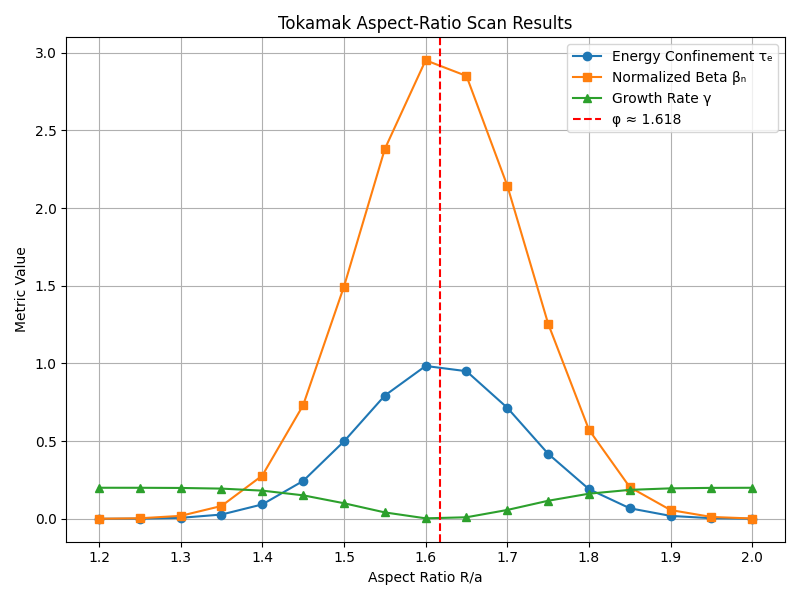 Tokamak Aspect-Ratio Scan Results
Energy Confinement τₑ
Normalized Beta βₙ
Growth Rate γ
φ ≈ 1.618
Metric Value
3.0
2.5
2.0
1.5
1.0
0.5
0.0
1.2 1.3 1.4 1.5 1.6 1.7 1.8 1.9 2.0
Aspect Ratio R/a